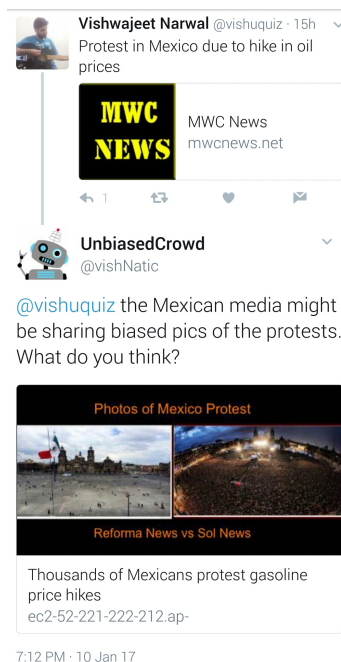 Vishwajeet Narwal @vishuquiz · 15h
Protest in Mexico due to hike in oil
prices
MWC
NEWS
MWC News
mwcnews.net
1
UnbiasedCrowd
@vishNatic
@vishuquiz the Mexican media might
be sharing biased pics of the protests.
What do you think?
Photos of Mexico Protest
Reforma News vs Sol News
Thousands of Mexicans protest gasoline
price hikes
ec2-52-221-222-212.ap-
7:12 PM · 10 Jan 17